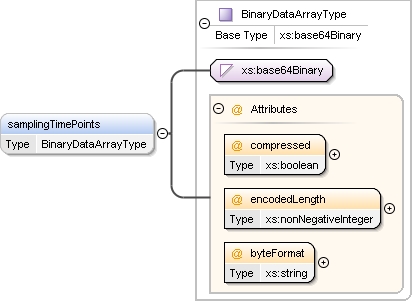 BinaryDataArrayType
Base Type xs:base64Binary
xs:base64Binary
@ Attributes
samplingTimePoints
Type BinaryDataArrayType
@ compressed
Type xs:boolean
@ encodedLength
Type xs:nonNegativeInteger
@ byteFormat
Type xs:string